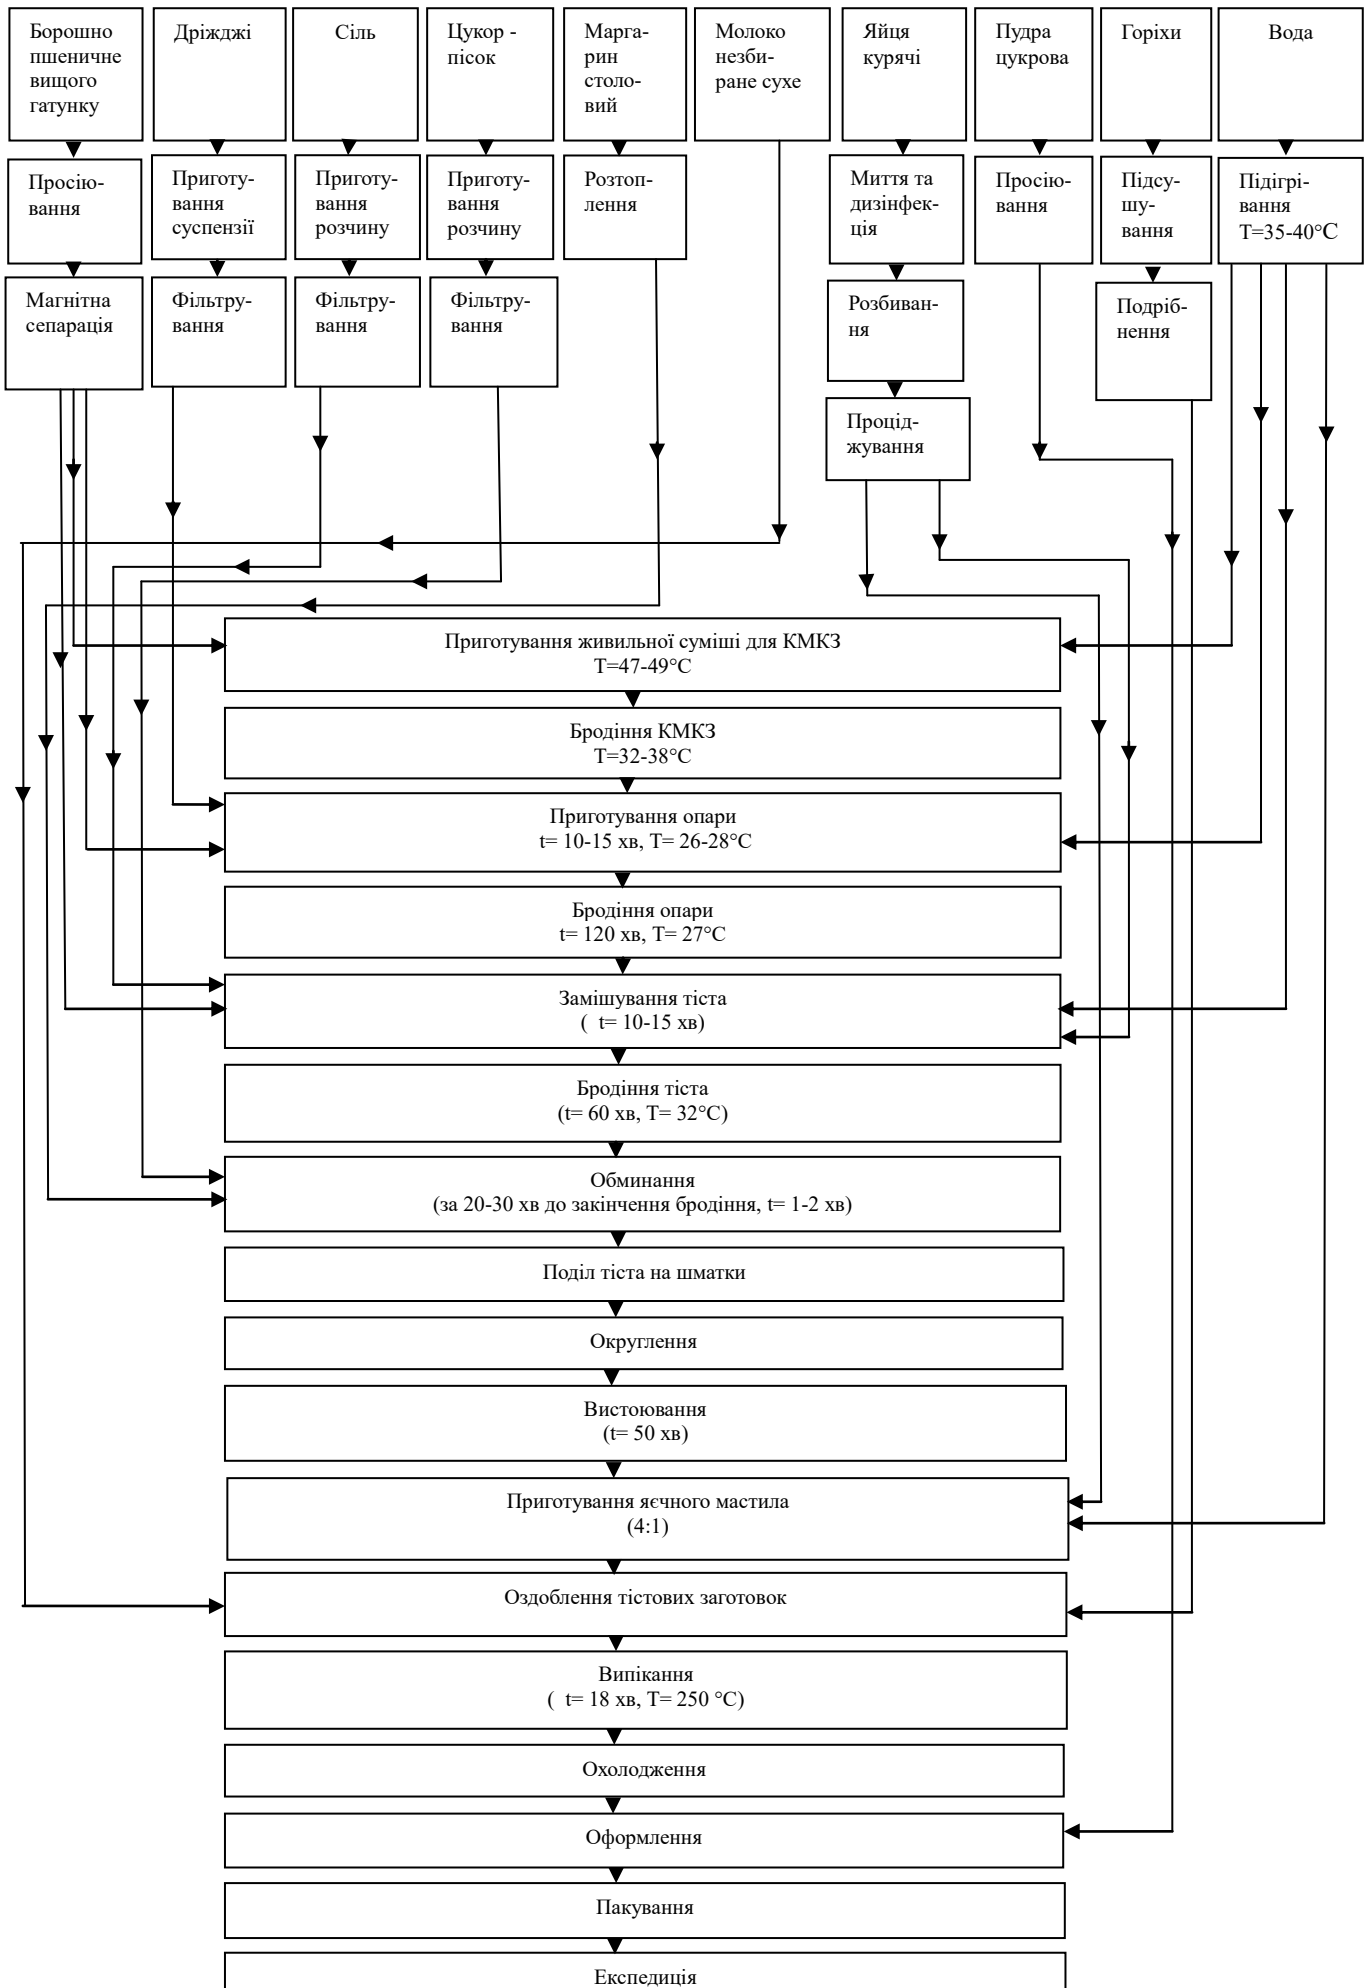 Борошно
пшеничне
вищого
гатунку
Дріжджі
Сіль
Цукор -
пісок
Марга-
рин
столо-
вий
Молоко
незби-
ране сухе
Яйця
курячі
Пудра
цукрова
Горіхи
Вода
Просію-
вання
Приготу-
вання
суспензії
Приготу-
вання
розчину
Приготу-
вання
розчину
Розтоп-
лення
Миття та
дизінфек-
ція
Просію-
вання
Підсу-
шу-
вання
Підігрі-
вання
Т=35-40°С
Магнітна
сепарація
Фільтру-
вання
Фільтру-
вання
Фільтру-
вання
Розбиван-
ня
Подріб-
нення
Процід-
жування
Приготування живильної суміші для КМКЗ
Т=47-49°С
Бродіння КМКЗ
Т=32-38°С
Приготування опари
t= 10-15 хв, Т= 26-28°С
Бродіння опари
t= 120 хв, Т= 27°С
Замішування тіста
( t= 10-15 хв)
Бродіння тіста
(t= 60 хв, Т= 32°С)
Обминання
(за 20-30 хв до закінчення бродіння, t= 1-2 хв)
Поділ тіста на шматки
Округлення
Вистоювання
(t= 50 хв)
Приготування яєчного мастила
(4:1)
Оздоблення тістових заготовок
Випікання
( t= 18 хв, Т= 250 °С)
Охолодження
Оформлення
Пакування
Експедиція